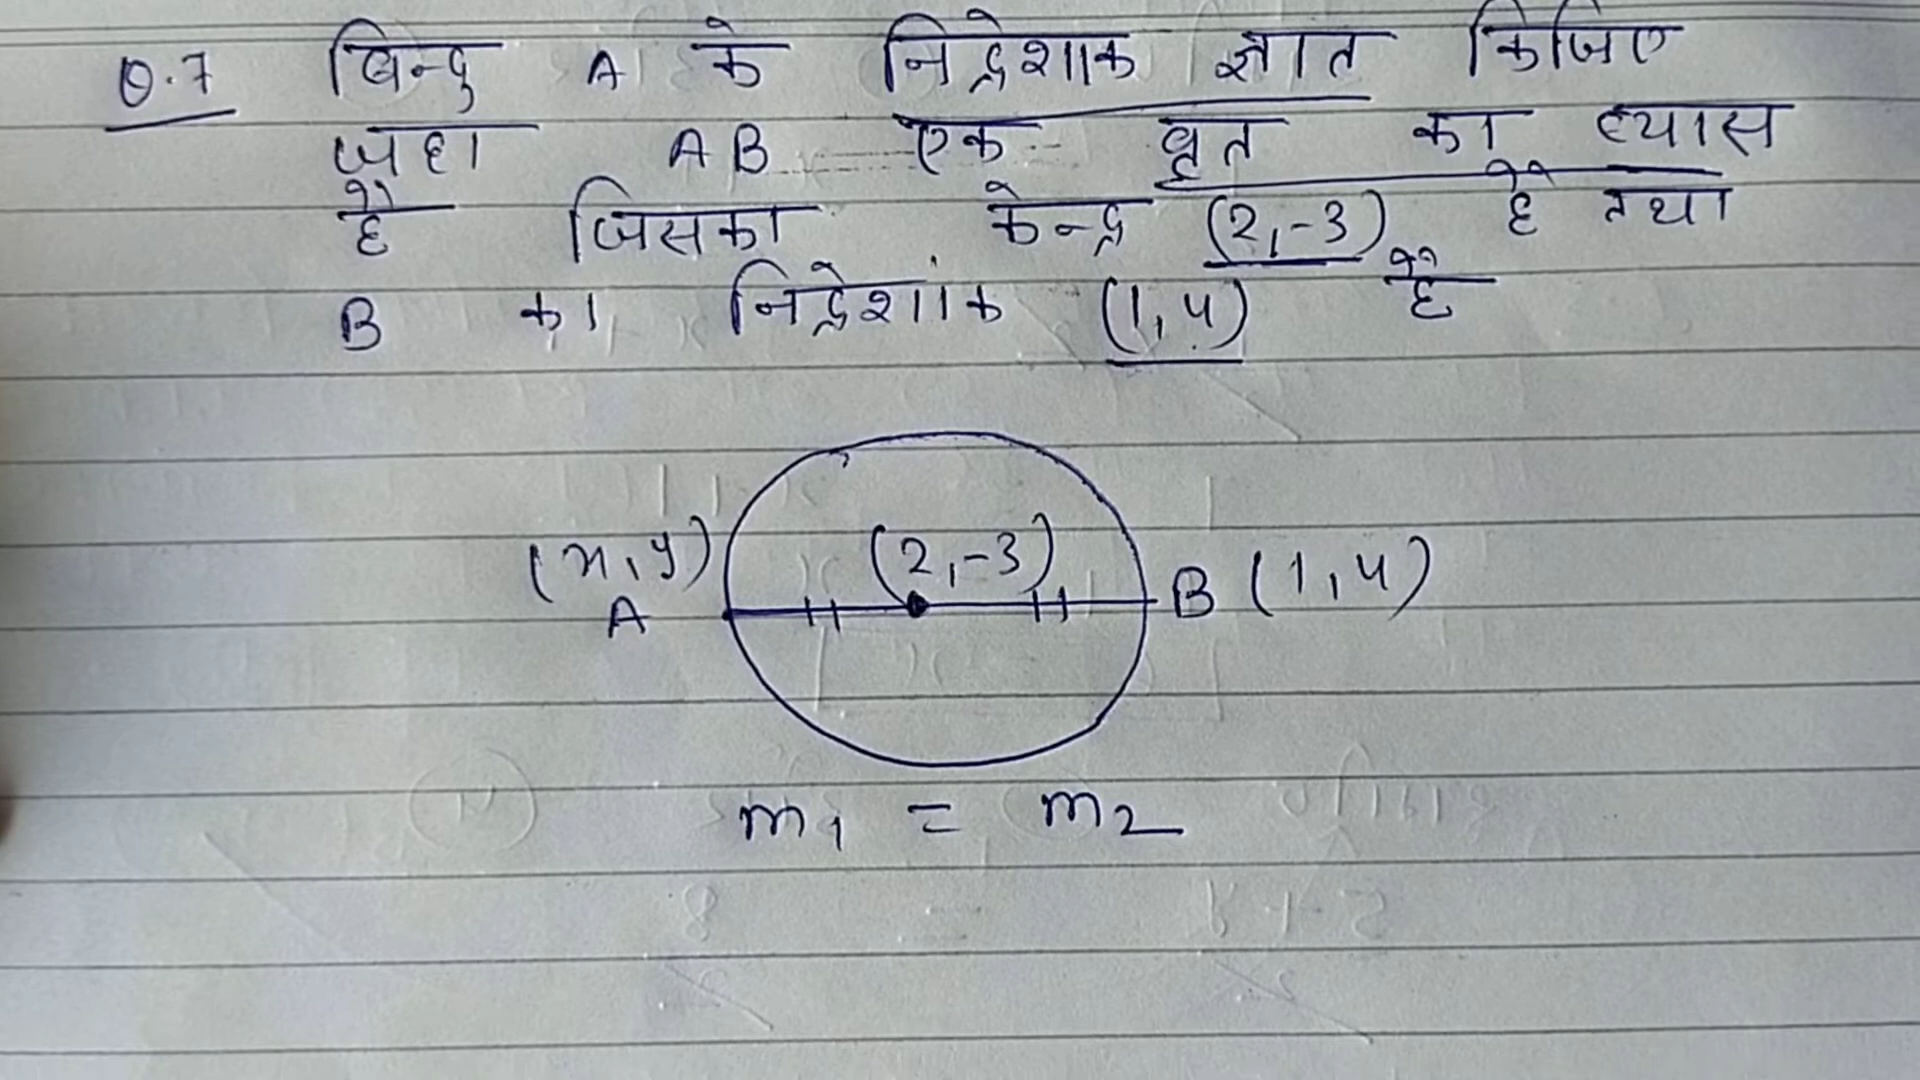 Q.7 बिन्दु A के निर्देशाक ज्ञात किजिए
जहा AB एक वृत का व्यास
है जिसका केन्द्र (2,-3) है तथा
B का निर्देशांक (1,4) है
(x,y) (2,-3) B (1,4)
A
m1 = m2